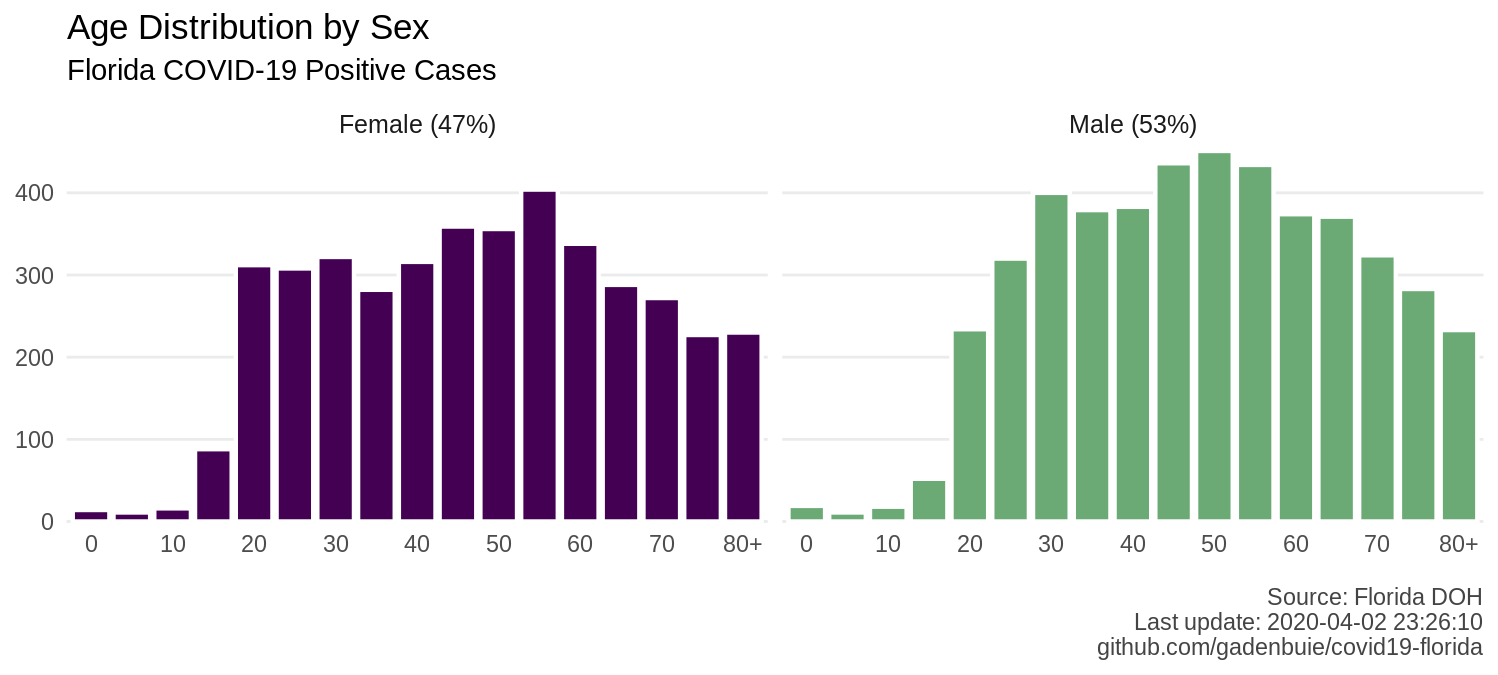 Age Distribution by Sex
Florida COVID-19 Positive Cases
Female (47%)
Male (53%)
400
300
200
100
0
0 10 20 30 40 50 60 70 80+
0 10 20 30 40 50 60 70 80+
Source: Florida DOH
Last update: 2020-04-02 23:26:10
github.com/gadenbuie/covid19-florida